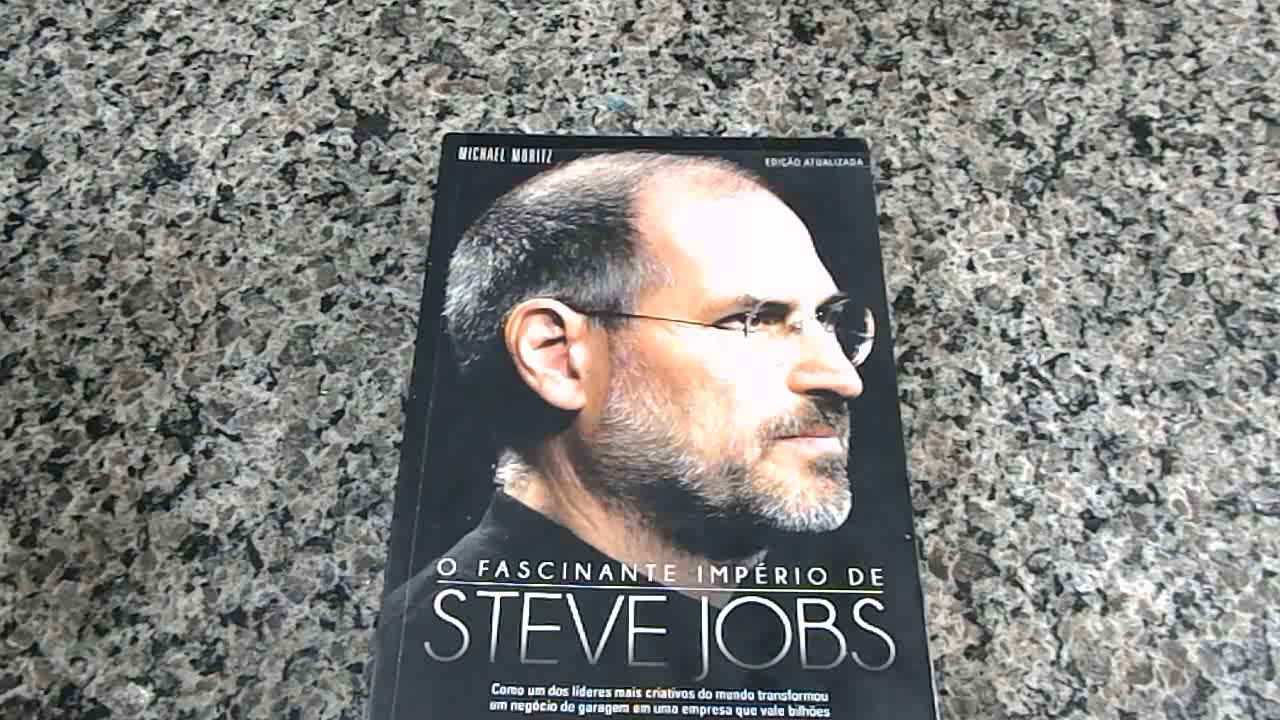 MICHAEL MORITZ
EDIÇÃO ATUALIZADA
O FASCINANTE IMPÉRIO DE
STEVE JOBS
Como um dos líderes mais criativos do mundo transformou
um negócio de garagem em uma empresa que vale bilhões